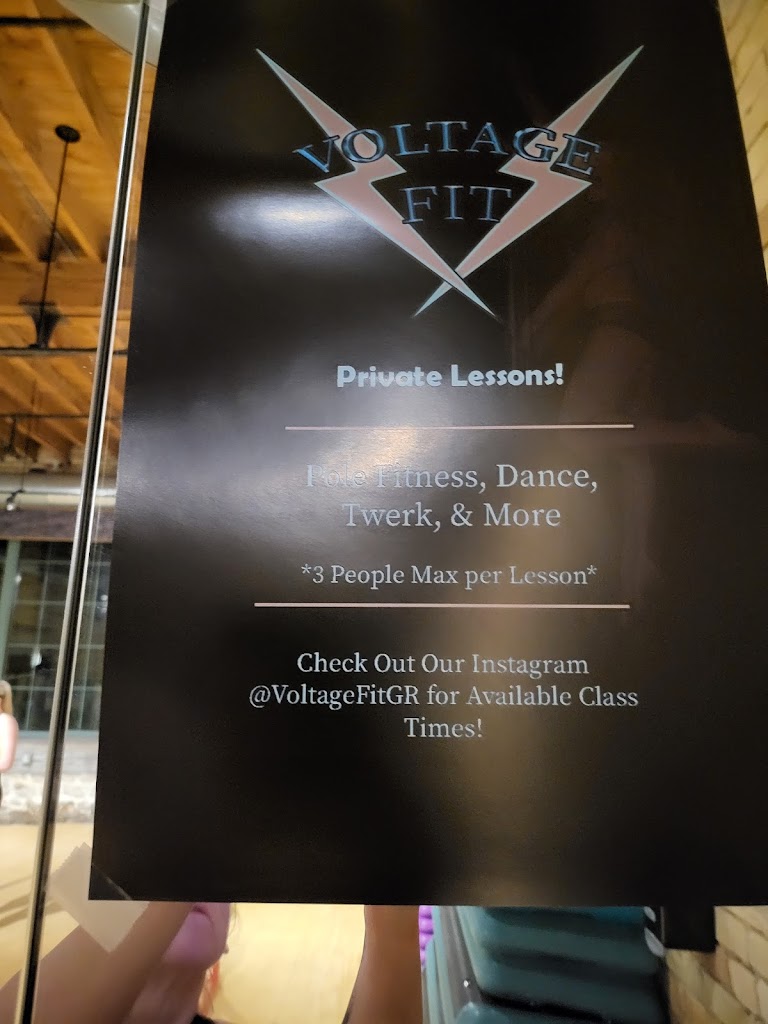 VOLTAGE
FIT
Private Lessons!
Pole Fitness, Dance,
Twerk, & More
*3 People Max per Lesson*
Check Out Our Instagram
@VoltageFitGR for Available Class
Times!